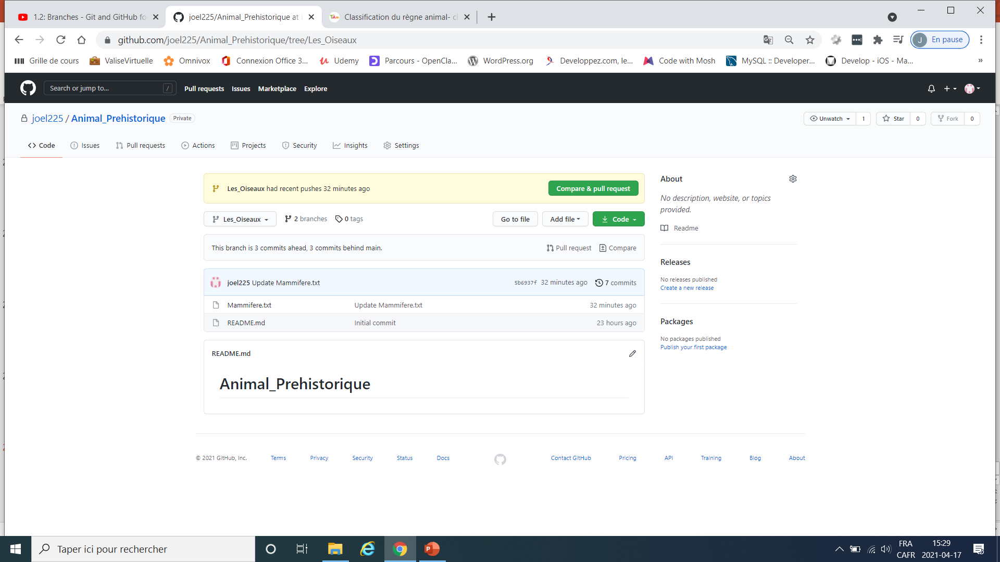 1.2: Branches - Git and GitHub fo
joel225/Animal_Prehistorique at
Classification du règne animal- c
github.com/joel225/Animal_Prehistorique/tree/Les_Oiseaux
J En pause
Grille de cours ValiseVirtuelle Omnivox Connexion Office 3... Udemy Parcours - OpenCla... WordPress.org Developpez.com, le... Code with Mosh MySQL :: Developer... Develop - iOS - Ma... »
Search or jump to... / Pull requests Issues Marketplace Explore
joel225 / Animal_Prehistorique Private
Unwatch 1 Star 0 Fork 0
Code Issues Pull requests Actions Projects Security Insights Settings
Les_Oiseaux had recent pushes 32 minutes ago
Compare & pull request
Les_Oiseaux 2 branches 0 tags
Go to file Add file Code
This branch is 3 commits ahead, 3 commits behind main.
Pull request Compare
joel225 Update Mammifere.txt 5b6937f 32 minutes ago 7 commits
Mammifere.txt Update Mammifere.txt 32 minutes ago
README.md Initial commit 23 hours ago
README.md
Animal_Prehistorique
About
No description, website, or topics
provided.
Readme
Releases
No releases published
Create a new release
Packages
No packages published
Publish your first package
© 2021 GitHub, Inc. Terms Privacy Security Status Docs Contact GitHub Pricing API Training Blog About
Taper ici pour rechercher
FRA
CAFR
15:29
2021-04-17